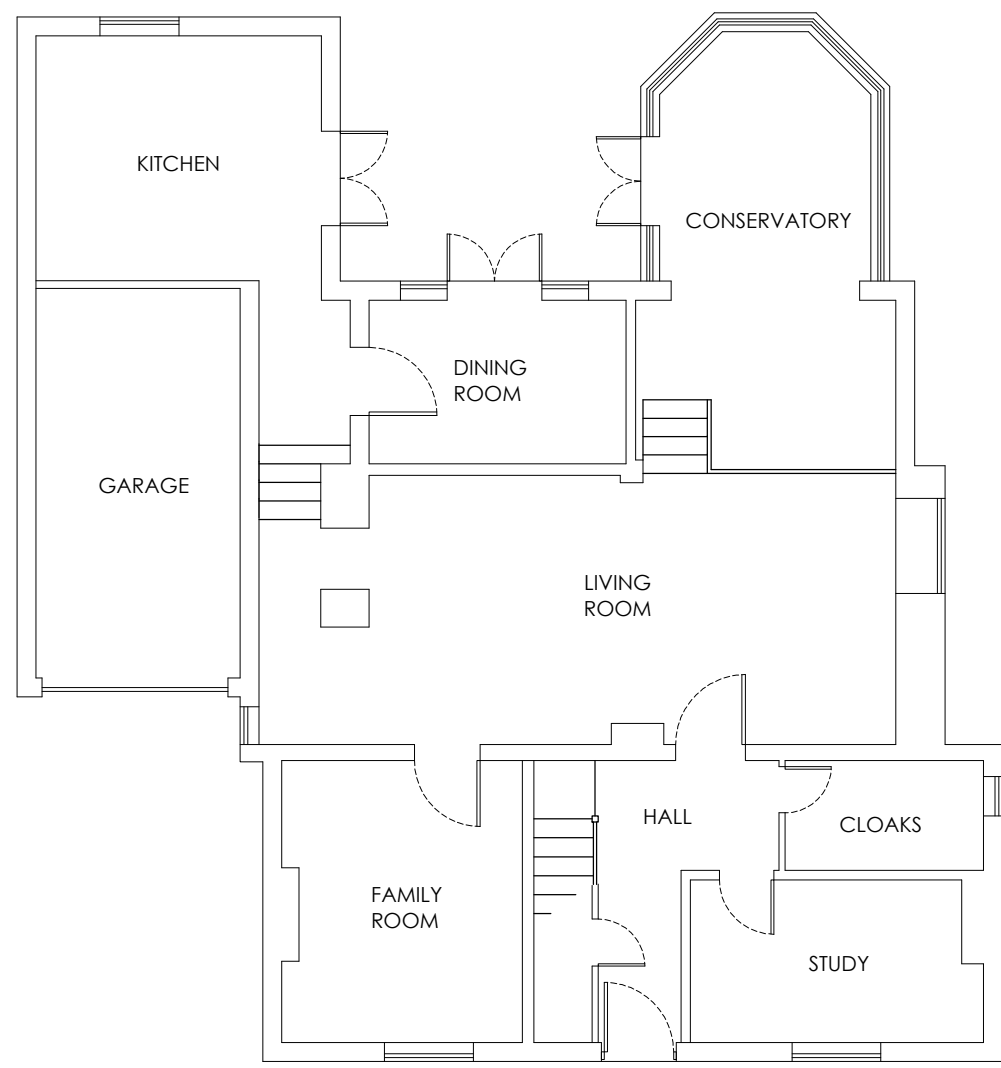 KITCHEN
CONSERVATORY
DINING
ROOM
GARAGE
LIVING
ROOM
HALL
CLOAKS
FAMILY
ROOM
STUDY